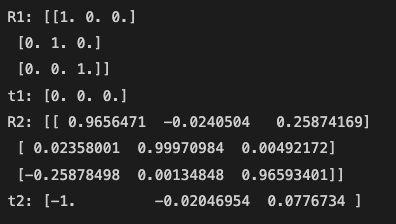 R1: [[1. 0. 0.]
 [0. 1. 0.]
 [0. 0. 1.]]
t1: [0. 0. 0.]
R2: [[ 0.9656471  -0.0240504   0.25874169]
 [ 0.02358001  0.99970984  0.00492172]
 [-0.25878498  0.00134848  0.96593401]]
t2: [-1.         -0.02046954  0.0776734 ]